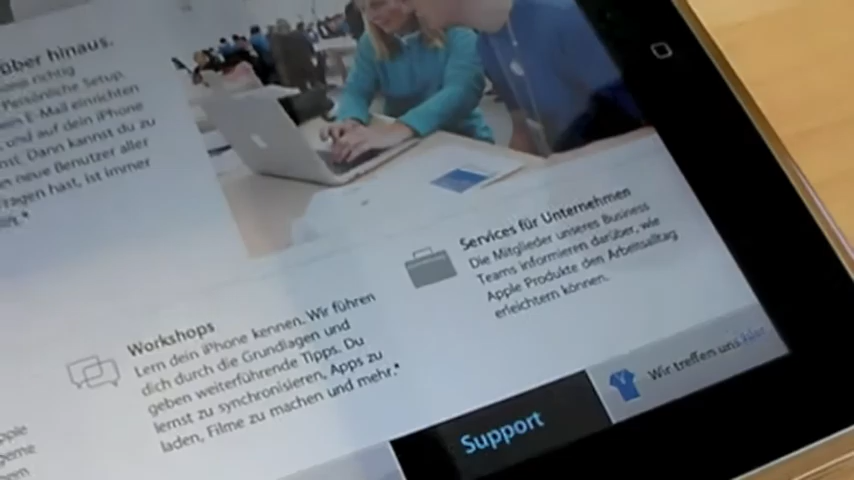 über hinaus.
richtig
Persönliche Setup.
E-Mail einrichten
und auf dein iPhone
Dann kannst du zu
neue Benutzer aller
Fragen hast, ist immer
Services für Unternehmen
Die Mitglieder unseres Business
Teams informieren darüber, wie
Apple Produkte den Arbeitsalltag
erleichtern können.
Workshops
Lern dein iPhone kennen. Wir führen
dich durch die Grundlagen und
geben weiterführende Tipps. Du
lernst zu synchronisieren, Apps zu
laden, Filme zu machen und mehr.*
Wir treffen uns hier
Support